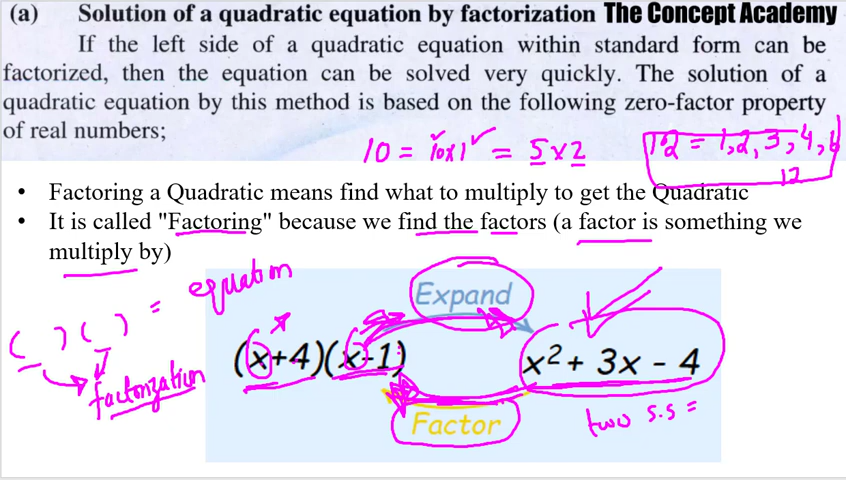 (a) Solution of a quadratic equation by factorization The Concept Academy
If the left side of a quadratic equation within standard form can be
factorized, then the equation can be solved very quickly. The solution of a
quadratic equation by this method is based on the following zero-factor property
of real numbers;
10 = 10x1 = 5 x 2
12 = 1,2,3,4,6
12
• Factoring a Quadratic means find what to multiply to get the Quadratic
• It is called "Factoring" because we find the factors (a factor is something we
multiply by)
( ) ( ) = equation
factorization
Expand
(x+4)(x-1)
x² + 3x - 4
Factor
two s.s =